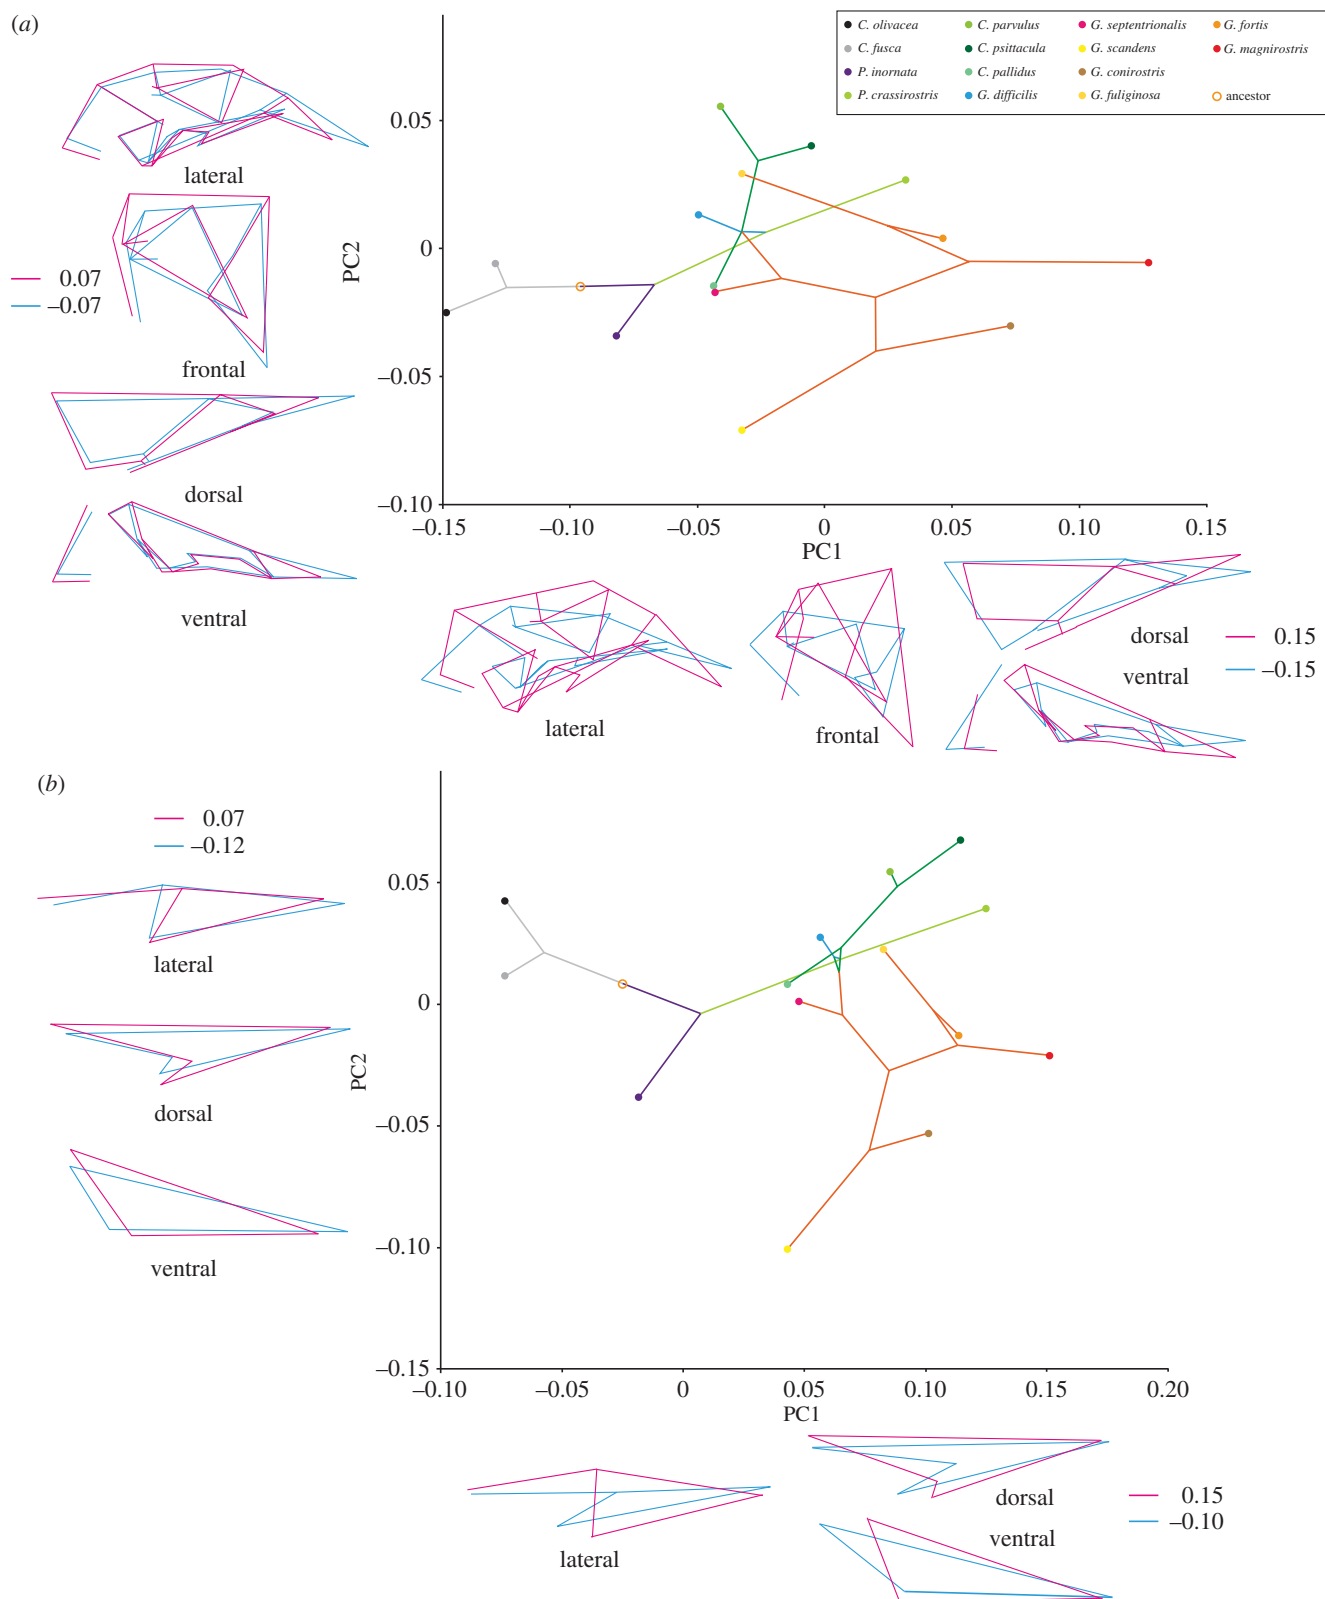 (a)
C. olivacea
C. parvulus
G. septentrionalis
G. fortis
C. fusca
C. psittacula
G. scandens
G. magnirostris
P. inornata
C. pallidus
G. conirostris
P. crassirostris
G. difficilis
G. fuliginosa
ancestor
lateral
frontal
0.07
−0.07
dorsal
ventral
PC2
0.05
0
−0.05
−0.10
−0.15
−0.10
−0.05
0
0.05
0.10
0.15
PC1
lateral
frontal
dorsal
ventral
0.15
−0.15
(b)
0.07
−0.12
lateral
dorsal
ventral
PC2
0.05
0
−0.05
−0.10
−0.15
−0.10
−0.05
0
0.05
0.10
0.15
0.20
PC1
lateral
dorsal
ventral
0.15
−0.10